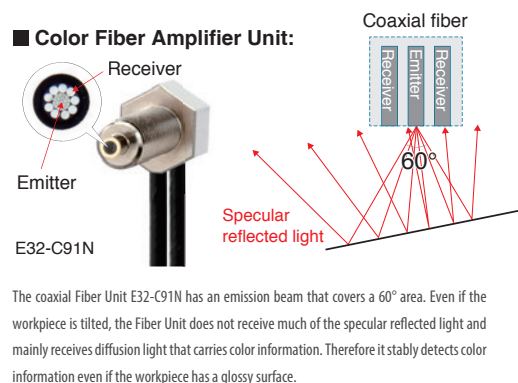 ■ Color Fiber Amplifier Unit:
Receiver
Emitter
E32-C91N
Coaxial fiber
Receiver
Emitter
Receiver
60°
Specular
reflected light
The coaxial Fiber Unit E32-C91N has an emission beam that covers a 60° area. Even if the
workpiece is tilted, the Fiber Unit does not receive much of the specular reflected light and
mainly receives diffusion light that carries color information. Therefore it stably detects color
information even if the workpiece has a glossy surface.